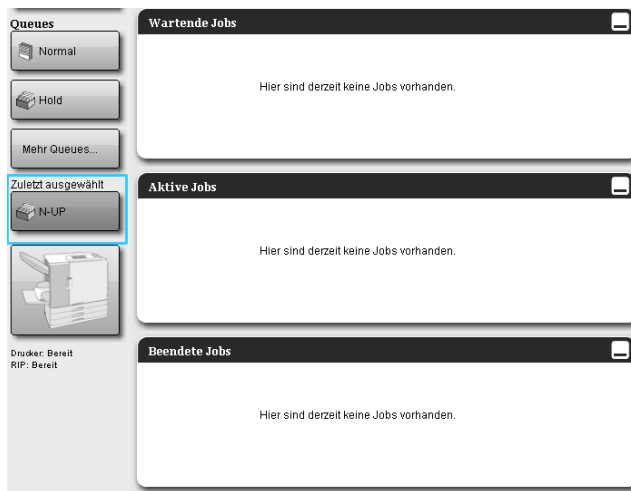 Queues
Normal
Hold
Mehr Queues...
Zuletzt ausgewählt
N-UP
Drucker: Bereit
RIP: Bereit
Wartende Jobs
Hier sind derzeit keine Jobs vorhanden.
Aktive Jobs
Hier sind derzeit keine Jobs vorhanden.
Beendete Jobs
Hier sind derzeit keine Jobs vorhanden.